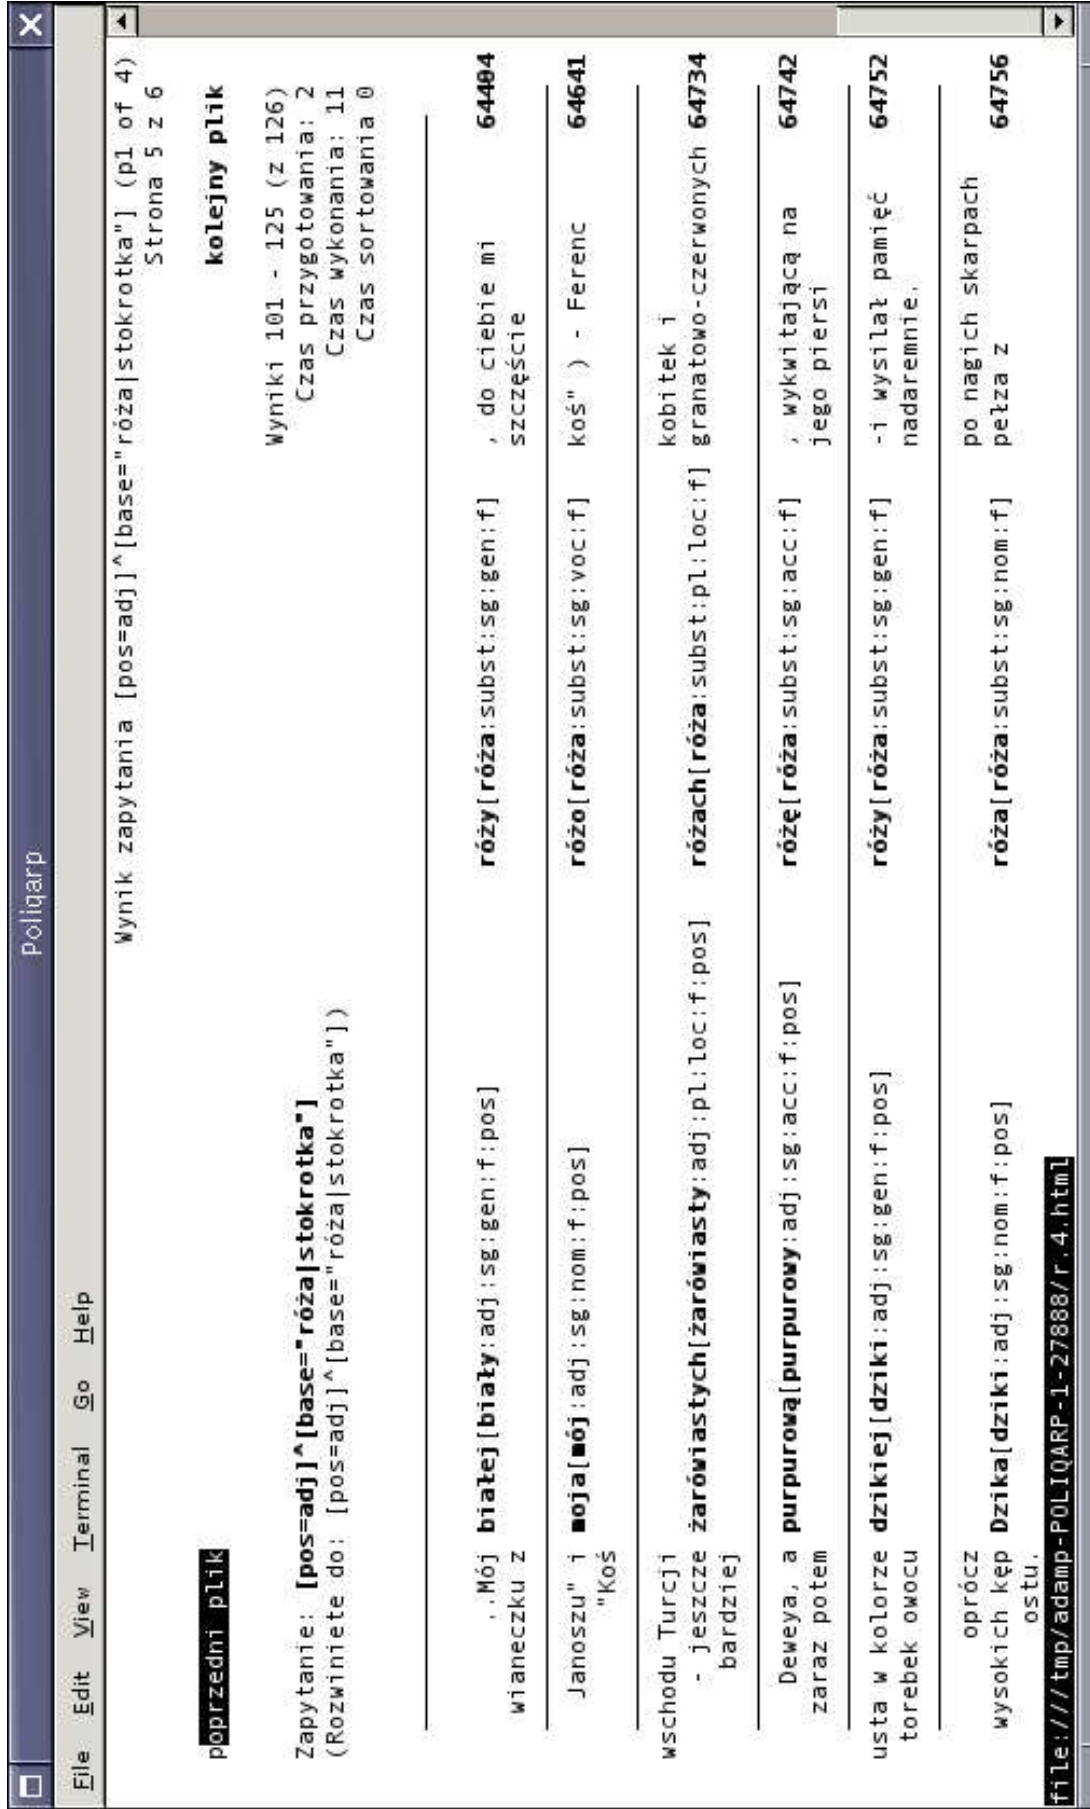 Poliqarp
File Edit View Terminal Go Help
Wynik zapytania [pos=adj]^[base="róża|stokrotka"] (p1 of 4)
Strona 5 z 6
poprzedni plik kolejny plik
Wyniki 101 - 125 (z 126)
Zapytanie: [pos=adj]^[base="róża|stokrotka"] Czas przygotowania: 2
(Rozwiniete do: [pos=adj]^[base="róża|stokrotka"]) Czas wykonania: 11
Czas sortowania 0
..Mój białej[biały:adj:sg:gen:f:pos] róży[róża:subst:sg:gen:f] , do ciebie mi 64404
wianeczku z szczęście
Janoszu" i moja[mój:adj:sg:nom:f:pos] różo[róża:subst:sg:voc:f] koś" ) - Ferenc 64641
"Koś
wschodu Turcji kobitek i
- jeszcze żarówiastych[żarówiasty:adj:pl:loc:f:pos] różach[róża:subst:pl:loc:f] granatowo-czerwonych 64734
bardziej
Deweya, a purpurową[purpurowy:adj:sg:acc:f:pos] różę[róża:subst:sg:acc:f] , wykwitającą na 64742
zaraz potem jego piersi
usta w kolorze dzikiej[dziki:adj:sg:gen:f:pos] róży[róża:subst:sg:gen:f] -i wysilał pamięć 64752
torebek owocu nadaremnie.
oprócz po nagich skarpach
wysokich kęp Dzika[dziki:adj:sg:nom:f:pos] róża[róża:subst:sg:nom:f] pełza z 64756
ostu.
file:///tmp/adamp-POLIQARP-1-27888/r.4.html